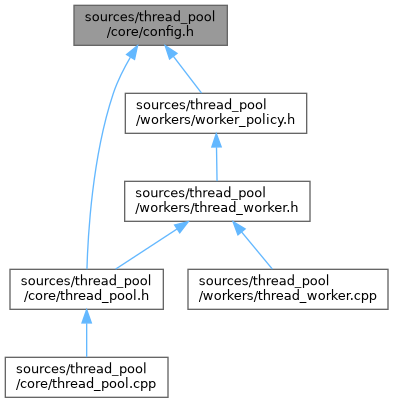 sources/thread_pool
/core/config.h
sources/thread_pool
/workers/worker_policy.h
sources/thread_pool
/workers/thread_worker.h
sources/thread_pool
/core/thread_pool.h
sources/thread_pool
/workers/thread_worker.cpp
sources/thread_pool
/core/thread_pool.cpp